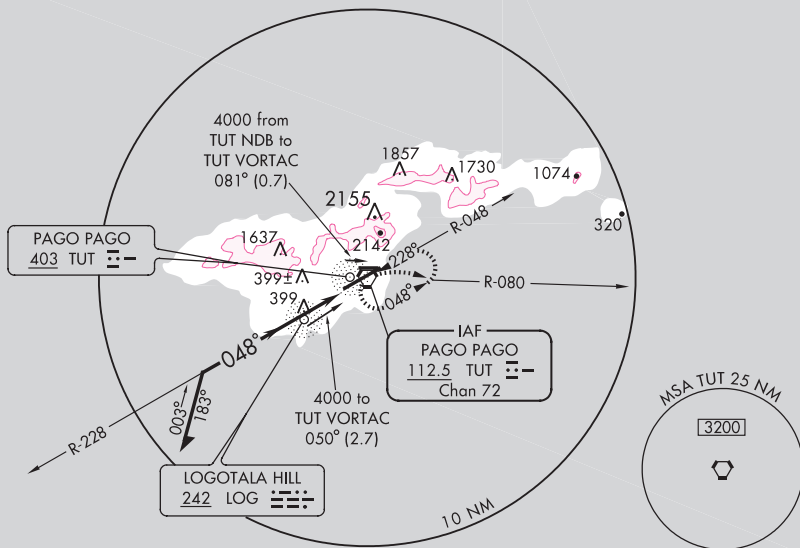 4000 from
TUT NDB to
TUT VORTAC
081° (0.7)
1857
1730
1074
2155
320
R-048
PAGO PAGO
403 TUT
1637
2142
228°
399±
R-080
399
048°
IAF
PAGO PAGO
112.5 TUT
Chan 72
048°
003°
183°
4000 to
TUT VORTAC
050° (2.7)
MSA TUT 25 NM
3200
R-228
LOGOTALA HILL
242 LOG
10 NM